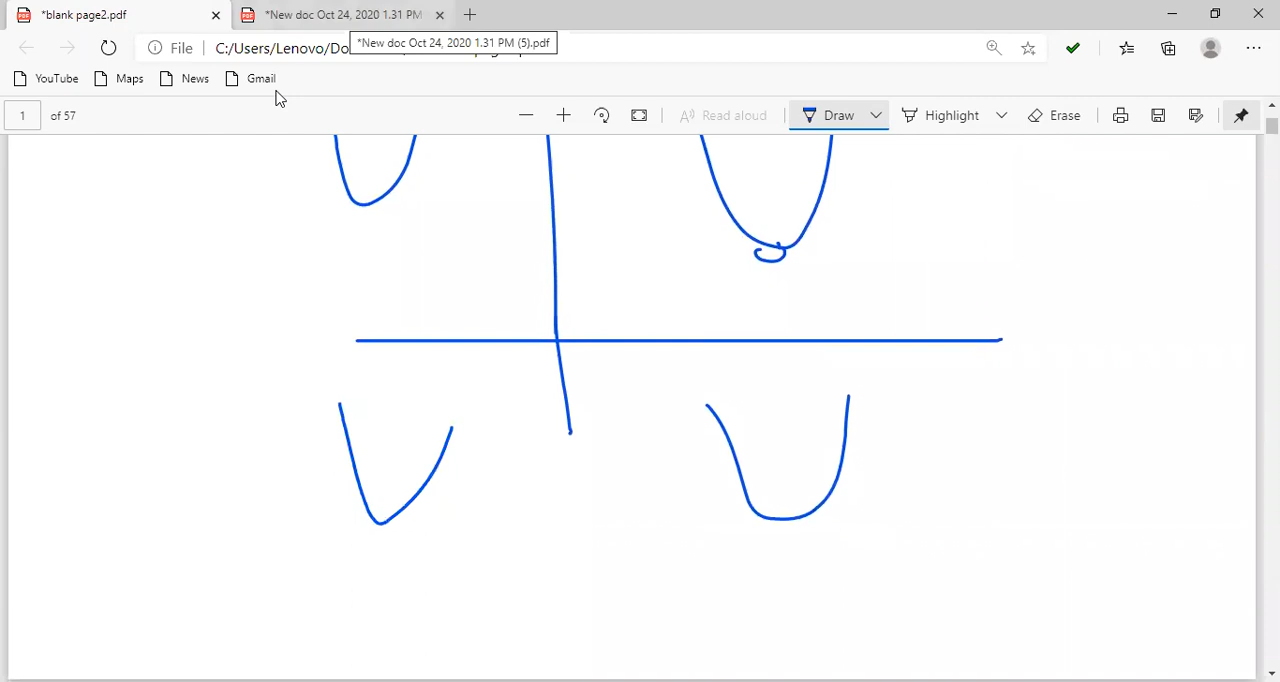 *blank page2.pdf
*New doc Oct 24, 2020 1.31 PM
File C:/Users/Lenovo/Do
*New doc Oct 24, 2020 1.31 PM (5).pdf
YouTube Maps News Gmail
1 of 57 Read aloud Draw Highlight Erase